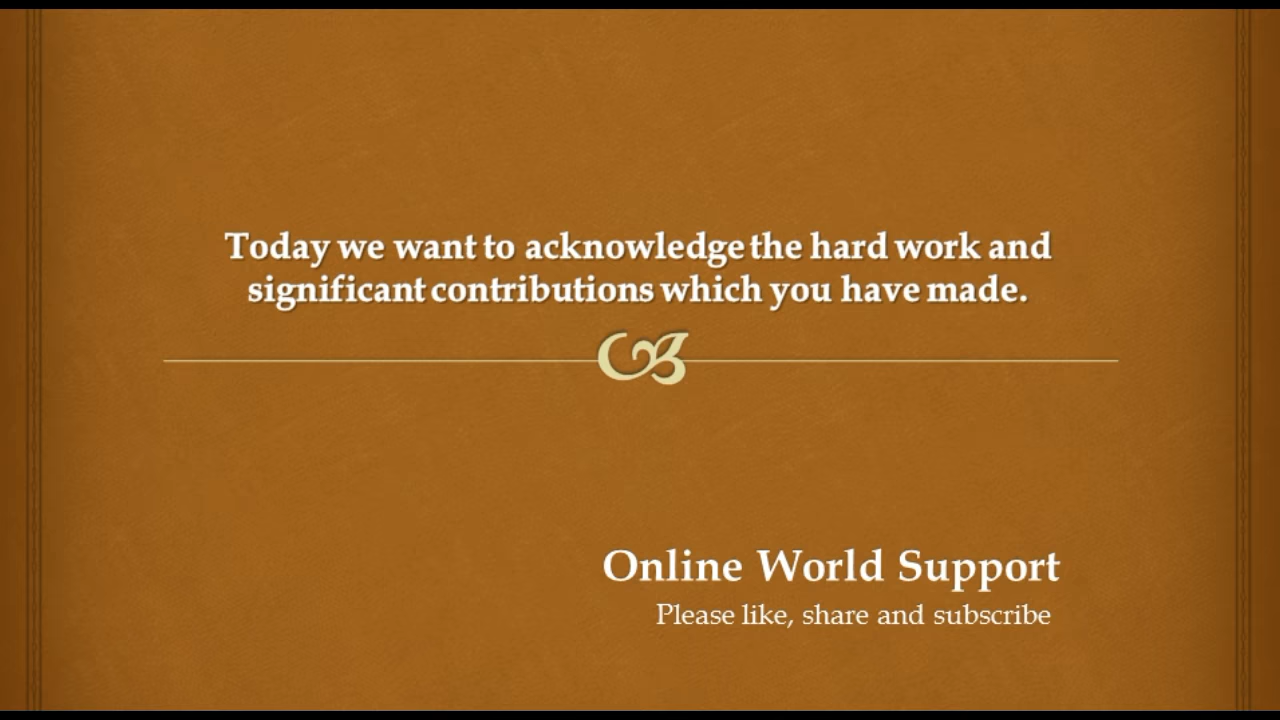 Today we want to acknowledge the hard work and
significant contributions which you have made.
Online World Support
Please like, share and subscribe